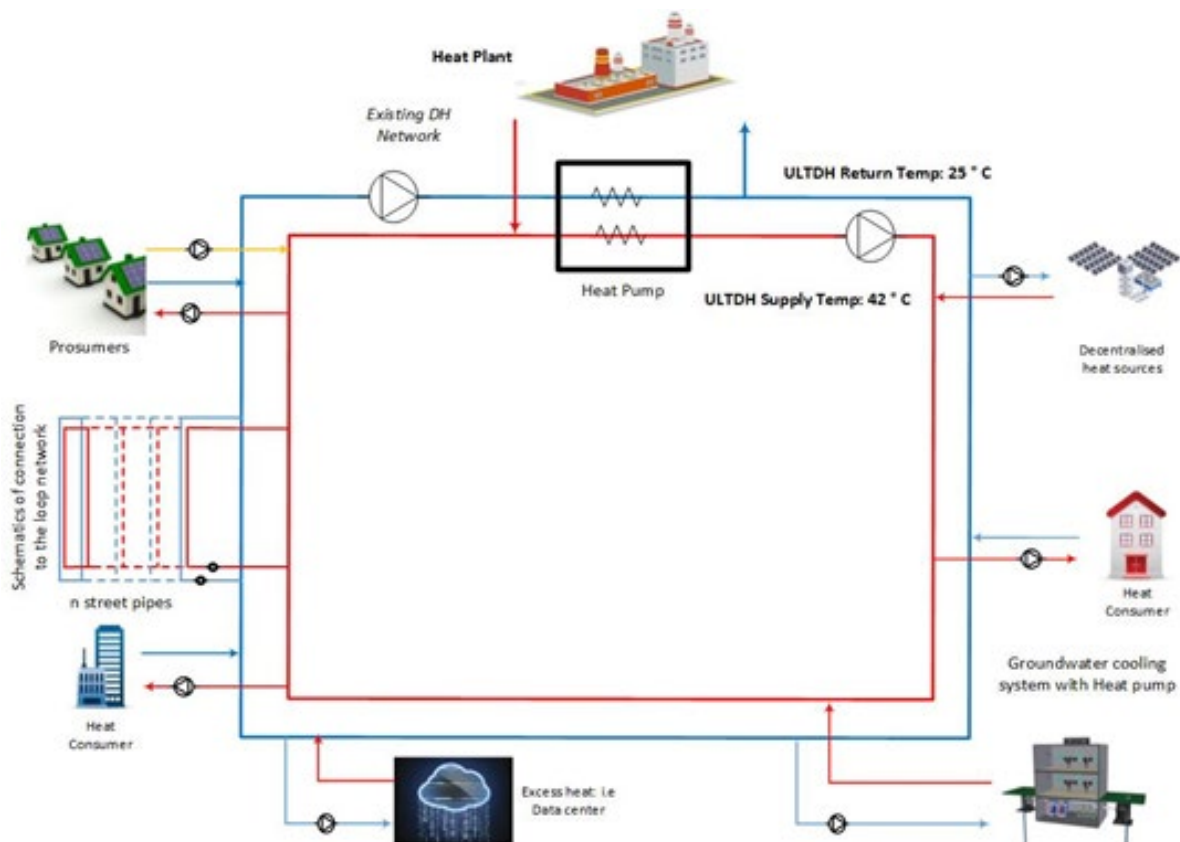 Heat Plant
Existing DH
Network
ULTDH Return Temp: 25 ° C
Heat Pump
ULTDH Supply Temp: 42 ° C
Prosumers
Decentralised
heat sources
Schematics of connection
to the loop network
n street pipes
Heat
Consumer
Heat
Consumer
Groundwater cooling
system with Heat pump
Excess heat: i.e
Data center